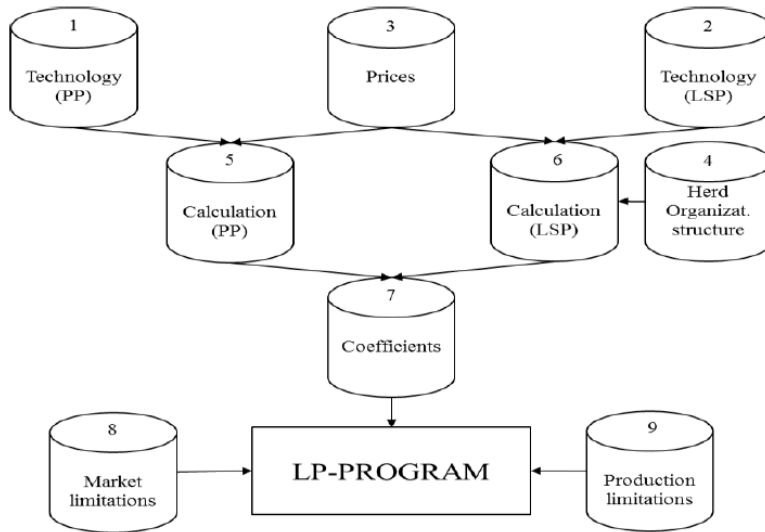 1
Technology
(PP)
3
Prices
2
Technology
(LSP)
5
Calculation
(PP)
6
Calculation
(LSP)
4
Herd
Organizat.
structure
7
Coefficients
8
Market
limitations
LP-PROGRAM
9
Production
limitations